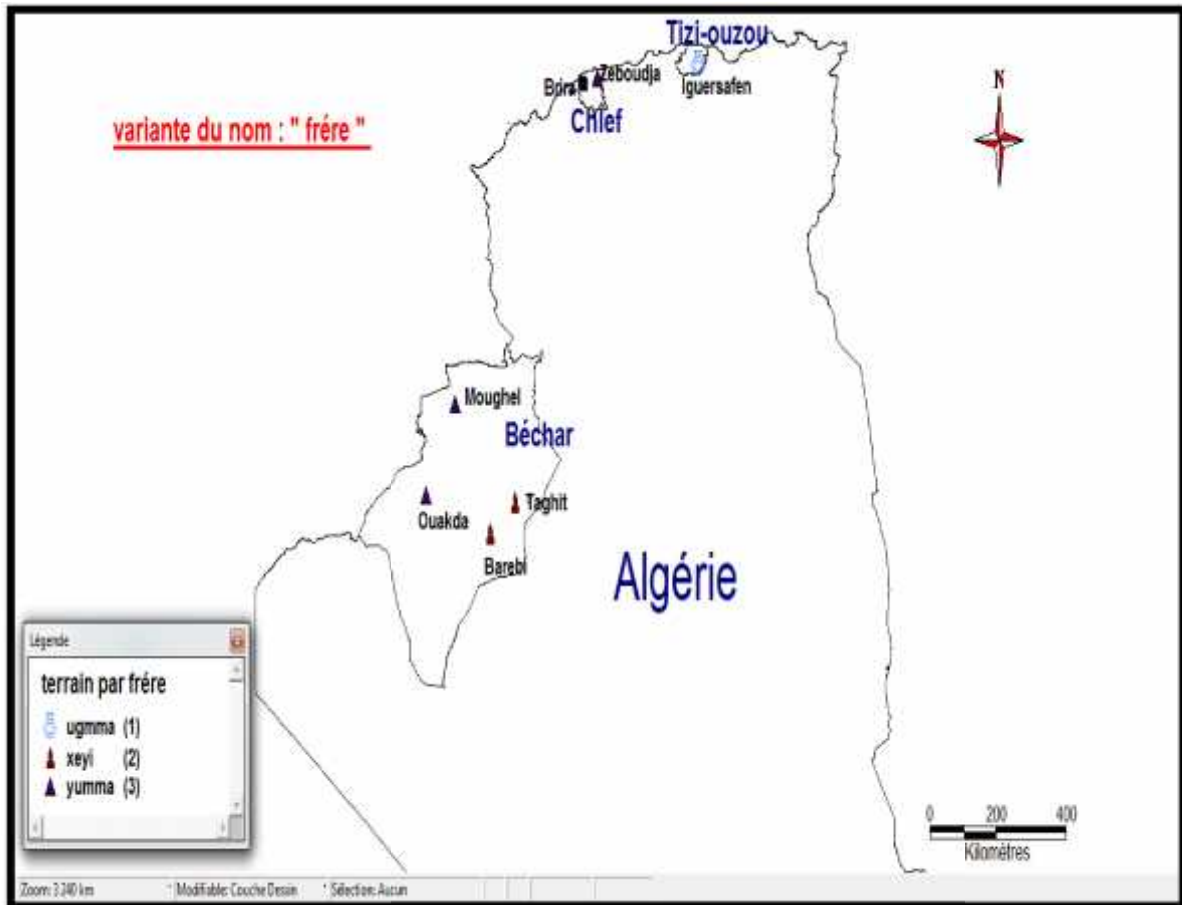 Tizi-ouzou
Zeboudja
Iguersafen
Chlef
N
variante du nom : " frére "
Moughel
Béchar
Taghit
Ouakda
Barebi
Algérie
Légende
terrain par frére
ugmma (1)
xeyi (2)
yumma (3)
0 200 400
Kilomètres
Zoom: 3 240 km Modifiable: Couche Dessin Sélection: Aucun